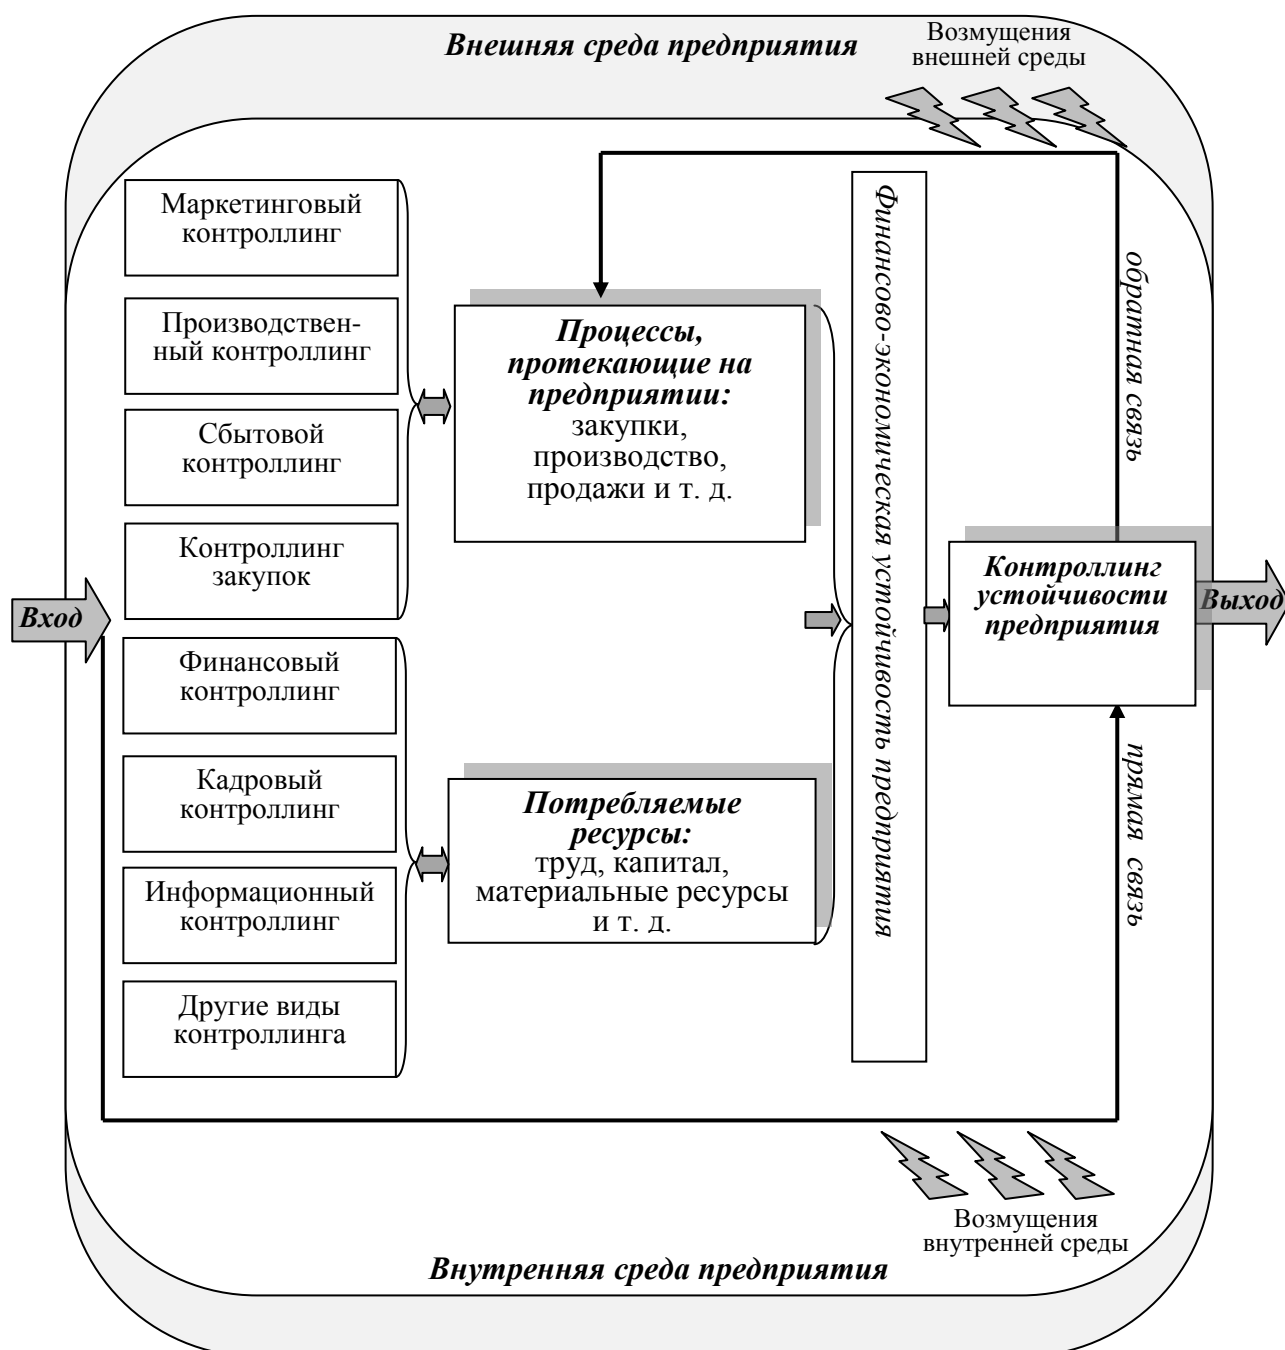 Внешняя среда предприятия
Возмущения
внешней среды
Маркетинговый
контроллинг
Производствен-
ный контроллинг
Сбытовой
контроллинг
Контроллинг
закупок
Вход
Финансовый
контроллинг
Кадровый
контроллинг
Информационный
контроллинг
Другие виды
контроллинга
Процессы,
протекающие на
предприятии:
закупки,
производство,
продажи и т. д.
Потребляемые
ресурсы:
труд, капитал,
материальные ресурсы
и т. д.
Финансово-экономическая устойчивость предприятия
обратная связь
Контроллинг
устойчивости
предприятия
Выход
прямая связь
Возмущения
внутренней среды
Внутренняя среда предприятия